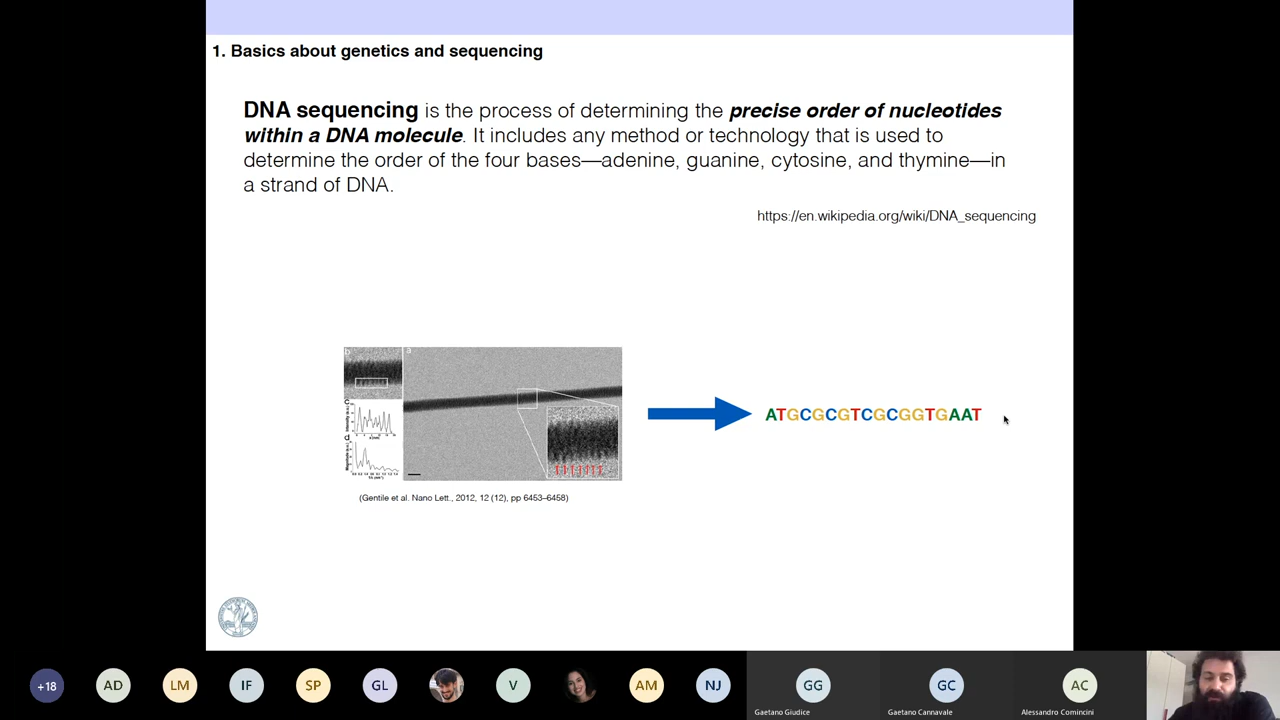 1. Basics about genetics and sequencing
DNA sequencing is the process of determining the precise order of nucleotides
within a DNA molecule. It includes any method or technology that is used to
determine the order of the four bases—adenine, guanine, cytosine, and thymine—in
a strand of DNA.
https://en.wikipedia.org/wiki/DNA_sequencing
b
a
c
d
ATGCGCGTCGCGGTGAAT
(Gentile et al. Nano Lett., 2012, 12 (12), pp 6453–6458)
+18
AD
LM
IF
SP
GL
V
AM
NJ
GG
GC
AC
Gaetano Giudice
Gaetano Cannavale
Alessandro Comincini